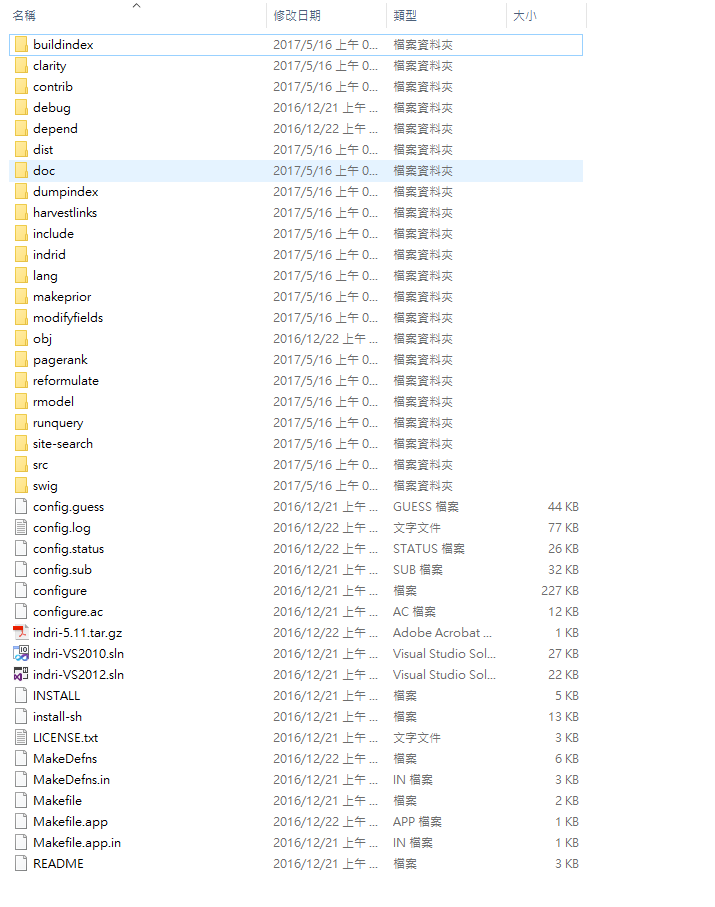 名稱 修改日期 類型 大小
buildindex 2017/5/16 上午 0... 檔案資料夾
clarity 2017/5/16 上午 0... 檔案資料夾
contrib 2017/5/16 上午 0... 檔案資料夾
debug 2016/12/21 上午 ... 檔案資料夾
depend 2016/12/22 上午 ... 檔案資料夾
dist 2017/5/16 上午 0... 檔案資料夾
doc 2017/5/16 上午 0... 檔案資料夾
dumpindex 2017/5/16 上午 0... 檔案資料夾
harvestlinks 2017/5/16 上午 0... 檔案資料夾
include 2017/5/16 上午 0... 檔案資料夾
indrid 2017/5/16 上午 0... 檔案資料夾
lang 2017/5/16 上午 0... 檔案資料夾
makeprior 2017/5/16 上午 0... 檔案資料夾
modifyfields 2017/5/16 上午 0... 檔案資料夾
obj 2016/12/22 上午 ... 檔案資料夾
pagerank 2017/5/16 上午 0... 檔案資料夾
reformulate 2017/5/16 上午 0... 檔案資料夾
rmodel 2017/5/16 上午 0... 檔案資料夾
runquery 2017/5/16 上午 0... 檔案資料夾
site-search 2017/5/16 上午 0... 檔案資料夾
src 2017/5/16 上午 0... 檔案資料夾
swig 2017/5/16 上午 0... 檔案資料夾
config.guess 2016/12/21 上午 ... GUESS 檔案 44 KB
config.log 2016/12/22 上午 ... 文字文件 77 KB
config.status 2016/12/22 上午 ... STATUS 檔案 26 KB
config.sub 2016/12/21 上午 ... SUB 檔案 32 KB
configure 2016/12/21 上午 ... 檔案 227 KB
configure.ac 2016/12/21 上午 ... AC 檔案 12 KB
indri-5.11.tar.gz 2016/12/22 上午 ... Adobe Acrobat ... 1 KB
indri-VS2010.sln 2016/12/21 上午 ... Visual Studio Sol... 27 KB
indri-VS2012.sln 2016/12/21 上午 ... Visual Studio Sol... 22 KB
INSTALL 2016/12/21 上午 ... 檔案 5 KB
install-sh 2016/12/21 上午 ... 檔案 13 KB
LICENSE.txt 2016/12/21 上午 ... 文字文件 3 KB
MakeDefns 2016/12/22 上午 ... 檔案 6 KB
MakeDefns.in 2016/12/21 上午 ... IN 檔案 3 KB
Makefile 2016/12/21 上午 ... 檔案 2 KB
Makefile.app 2016/12/22 上午 ... APP 檔案 1 KB
Makefile.app.in 2016/12/21 上午 ... IN 檔案 1 KB
README 2016/12/21 上午 ... 檔案 3 KB